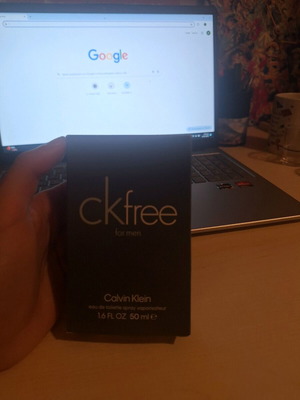 Google
ckfree
for men
Calvin Klein
eau de toilette spray, vaporisateur
1.6 FL OZ 50 ml e